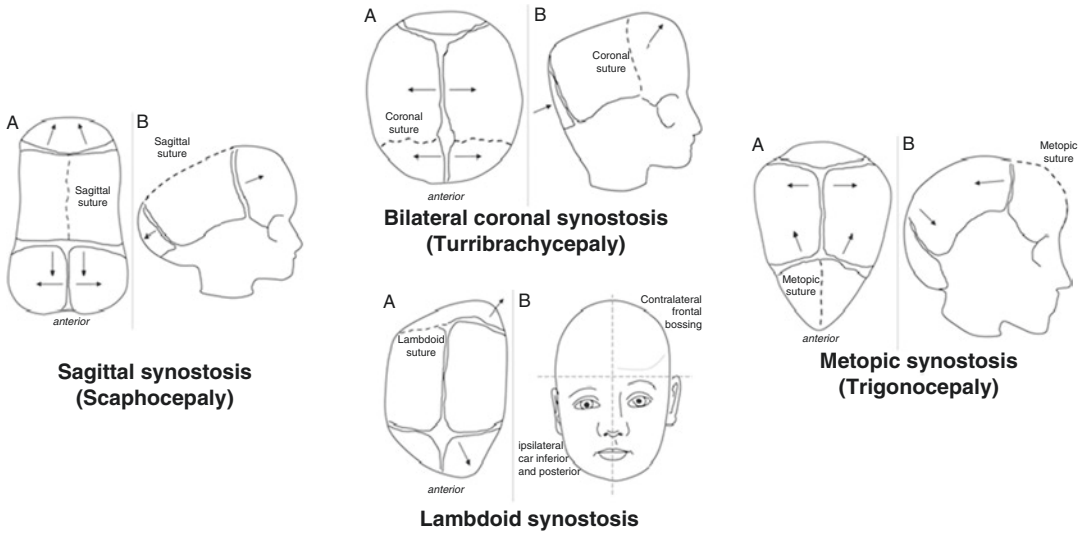 A
B
Sagittal
suture
Sagittal
suture
anterior
Sagittal synostosis
(Scaphocepaly)
A
B
Coronal
suture
Coronal
suture
anterior
Bilateral coronal synostosis
(Turribrachycepaly)
A
B
Lambdoid
suture
anterior
Contralateral
frontal
bossing
ipsilateral
car inferior
and posterior
Lambdoid synostosis
A
B
Metopic
suture
Metopic
suture
anterior
Metopic synostosis
(Trigonocepaly)